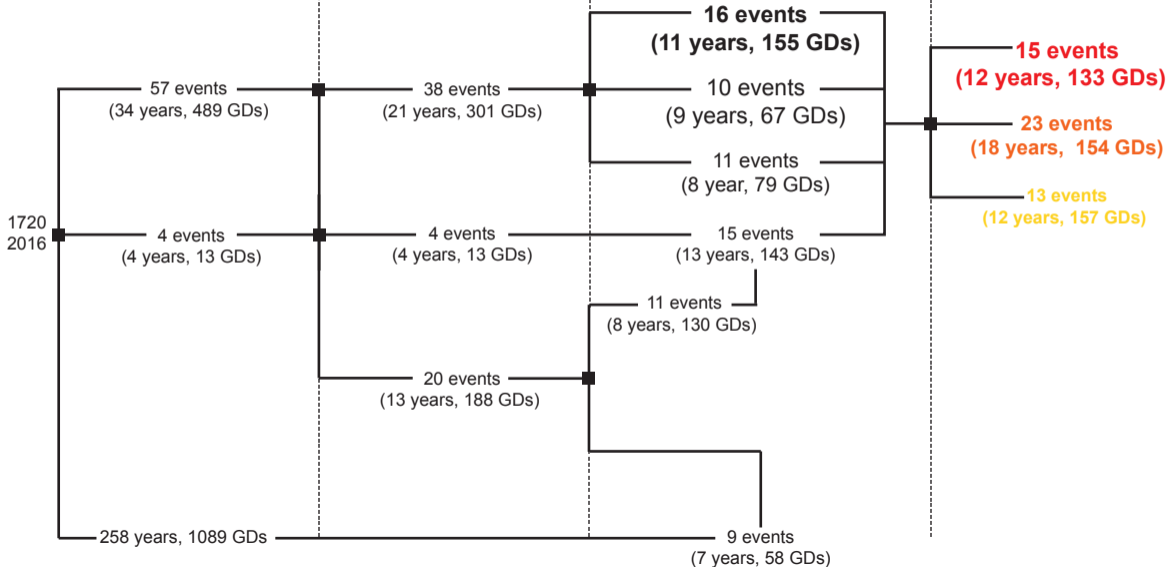 16 events
(11 years, 155 GDs)
15 events
(12 years, 133 GDs)
57 events
(34 years, 489 GDs)
38 events
(21 years, 301 GDs)
10 events
(9 years, 67 GDs)
23 events
(18 years, 154 GDs)
11 events
(8 year, 79 GDs)
13 events
(12 years, 157 GDs)
1720
2016
4 events
(4 years, 13 GDs)
4 events
(4 years, 13 GDs)
15 events
(13 years, 143 GDs)
11 events
(8 years, 130 GDs)
20 events
(13 years, 188 GDs)
258 years, 1089 GDs
9 events
(7 years, 58 GDs)